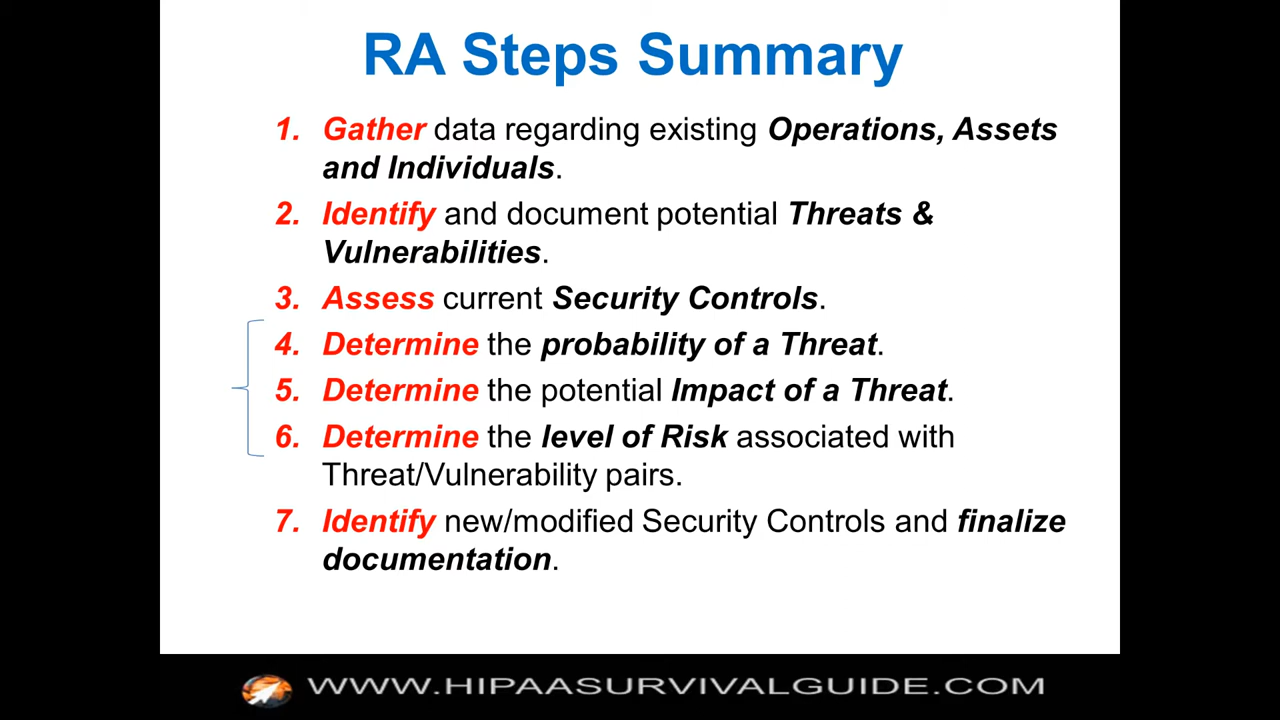 RA Steps Summary
1. Gather data regarding existing Operations, Assets
and Individuals.
2. Identify and document potential Threats &
Vulnerabilities.
3. Assess current Security Controls.
4. Determine the probability of a Threat.
5. Determine the potential Impact of a Threat.
6. Determine the level of Risk associated with
Threat/Vulnerability pairs.
7. Identify new/modified Security Controls and finalize
documentation.
WWW.HIPAASURVIVALGUIDE.COM